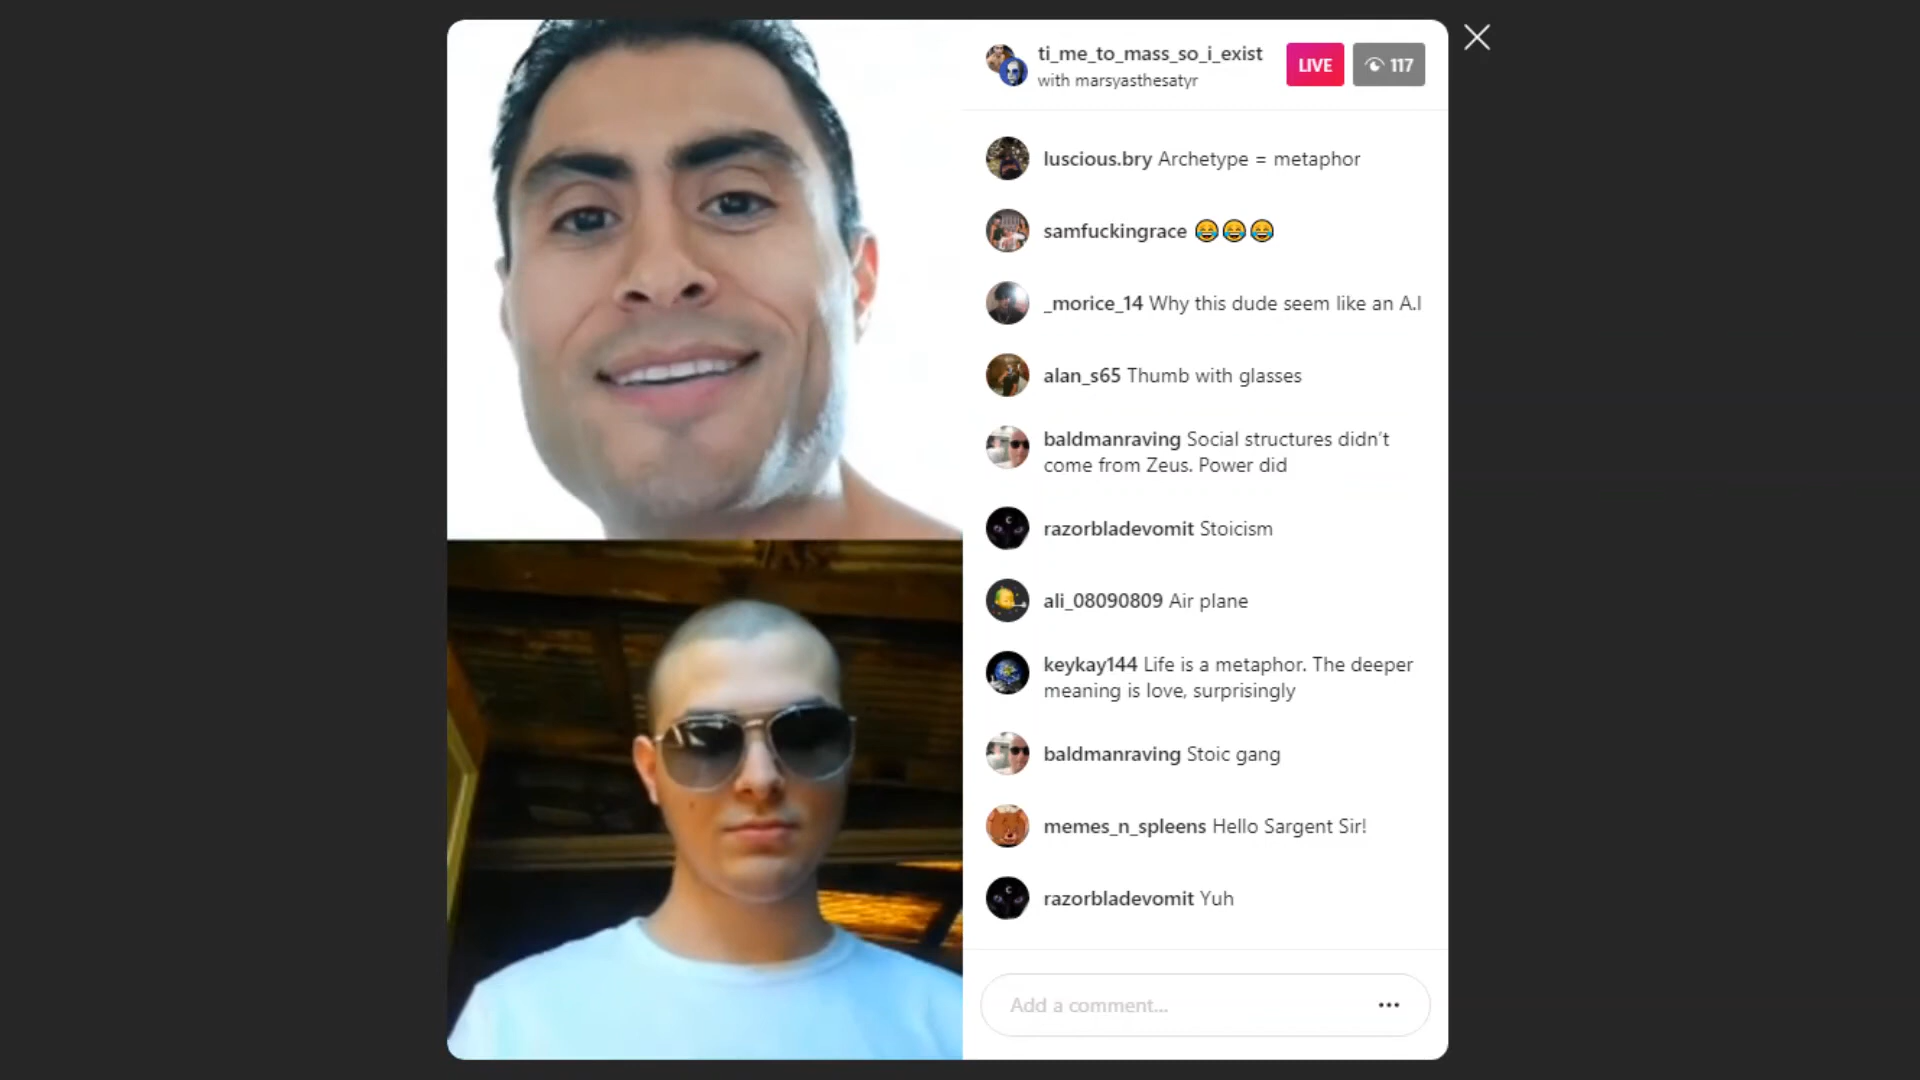 ti_me_to_mass_so_i_exist
with marsyasthesatyr
LIVE
117
luscious.bry Archetype = metaphor
samfuckingrace 😂😂😂
_morice_14 Why this dude seem like an A.I
alan_s65 Thumb with glasses
baldmanraving Social structures didn't
come from Zeus. Power did
razorbladevomit Stoicism
ali_08090809 Air plane
keykay144 Life is a metaphor. The deeper
meaning is love, surprisingly
baldmanraving Stoic gang
memes_n_spleens Hello Sargent Sir!
razorbladevomit Yuh
Add a comment...